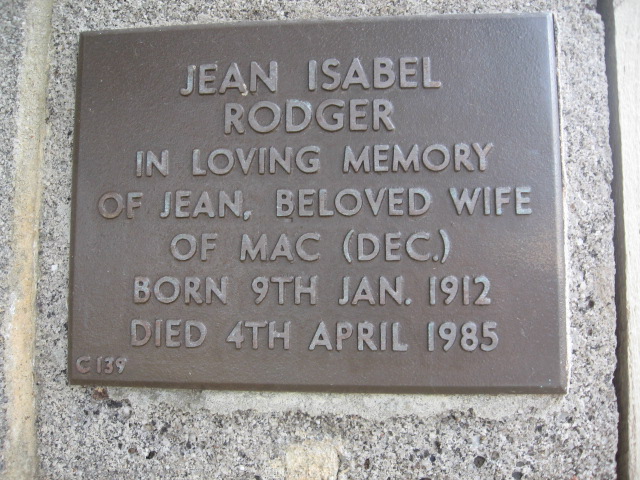 JEAN ISABEL
RODGER
IN LOVING MEMORY
OF JEAN, BELOVED WIFE
OF MAC (DEC.)
BORN 9TH JAN. 1912
DIED 4TH APRIL 1985
C 139